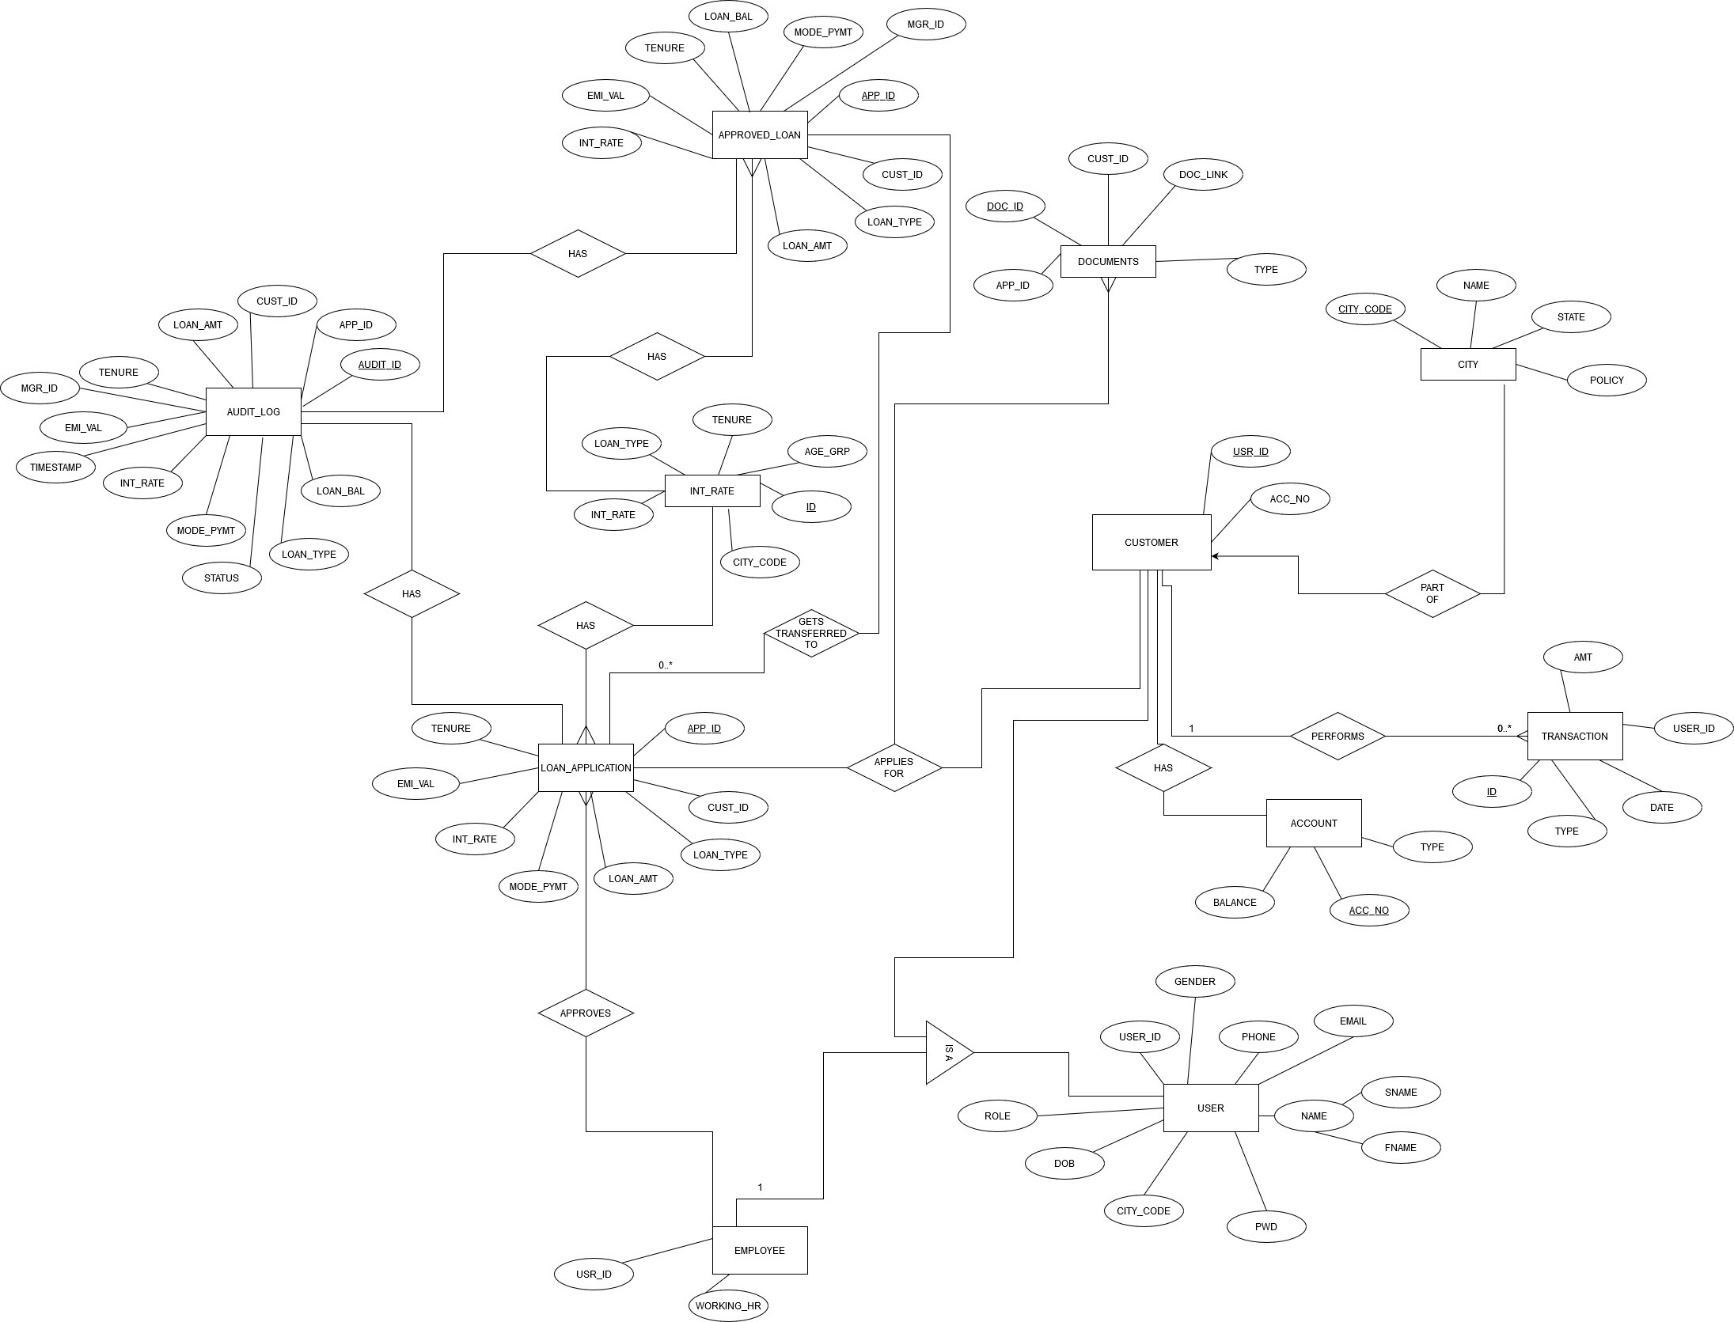 LOAN_BAL
MGR_ID
MODE_PYMT
TENURE
EMI_VAL
APP_ID
APPROVED_LOAN
INT_RATE
CUST_ID
LOAN_TYPE
LOAN_AMT
HAS
CUST_ID
DOC_LINK
DOC_ID
DOCUMENTS
TYPE
APP_ID
NAME
CITY_CODE
STATE
CITY
POLICY
CUST_ID
LOAN_AMT
APP_ID
AUDIT_ID
TENURE
MGR_ID
AUDIT_LOG
EMI_VAL
TIMESTAMP
INT_RATE
LOAN_BAL
MODE_PYMT
LOAN_TYPE
STATUS
HAS
TENURE
LOAN_TYPE
AGE_GRP
INT_RATE
ID
INT_RATE
CITY_CODE
USR_ID
ACC_NO
CUSTOMER
PART
OF
HAS
HAS
GETS
TRANSFERRED
TO
0..*
AMT
USER_ID
TRANSACTION
0..*
PERFORMS
1
ID
DATE
TYPE
TENURE
APP_ID
LOAN_APPLICATION
EMI_VAL
CUST_ID
INT_RATE
LOAN_TYPE
LOAN_AMT
MODE_PYMT
APPLIES
FOR
HAS
ACCOUNT
TYPE
BALANCE
ACC_NO
APPROVES
GENDER
EMAIL
USER_ID
PHONE
IS A
SNAME
USER
NAME
ROLE
FNAME
DOB
CITY_CODE
PWD
1
EMPLOYEE
USR_ID
WORKING_HR